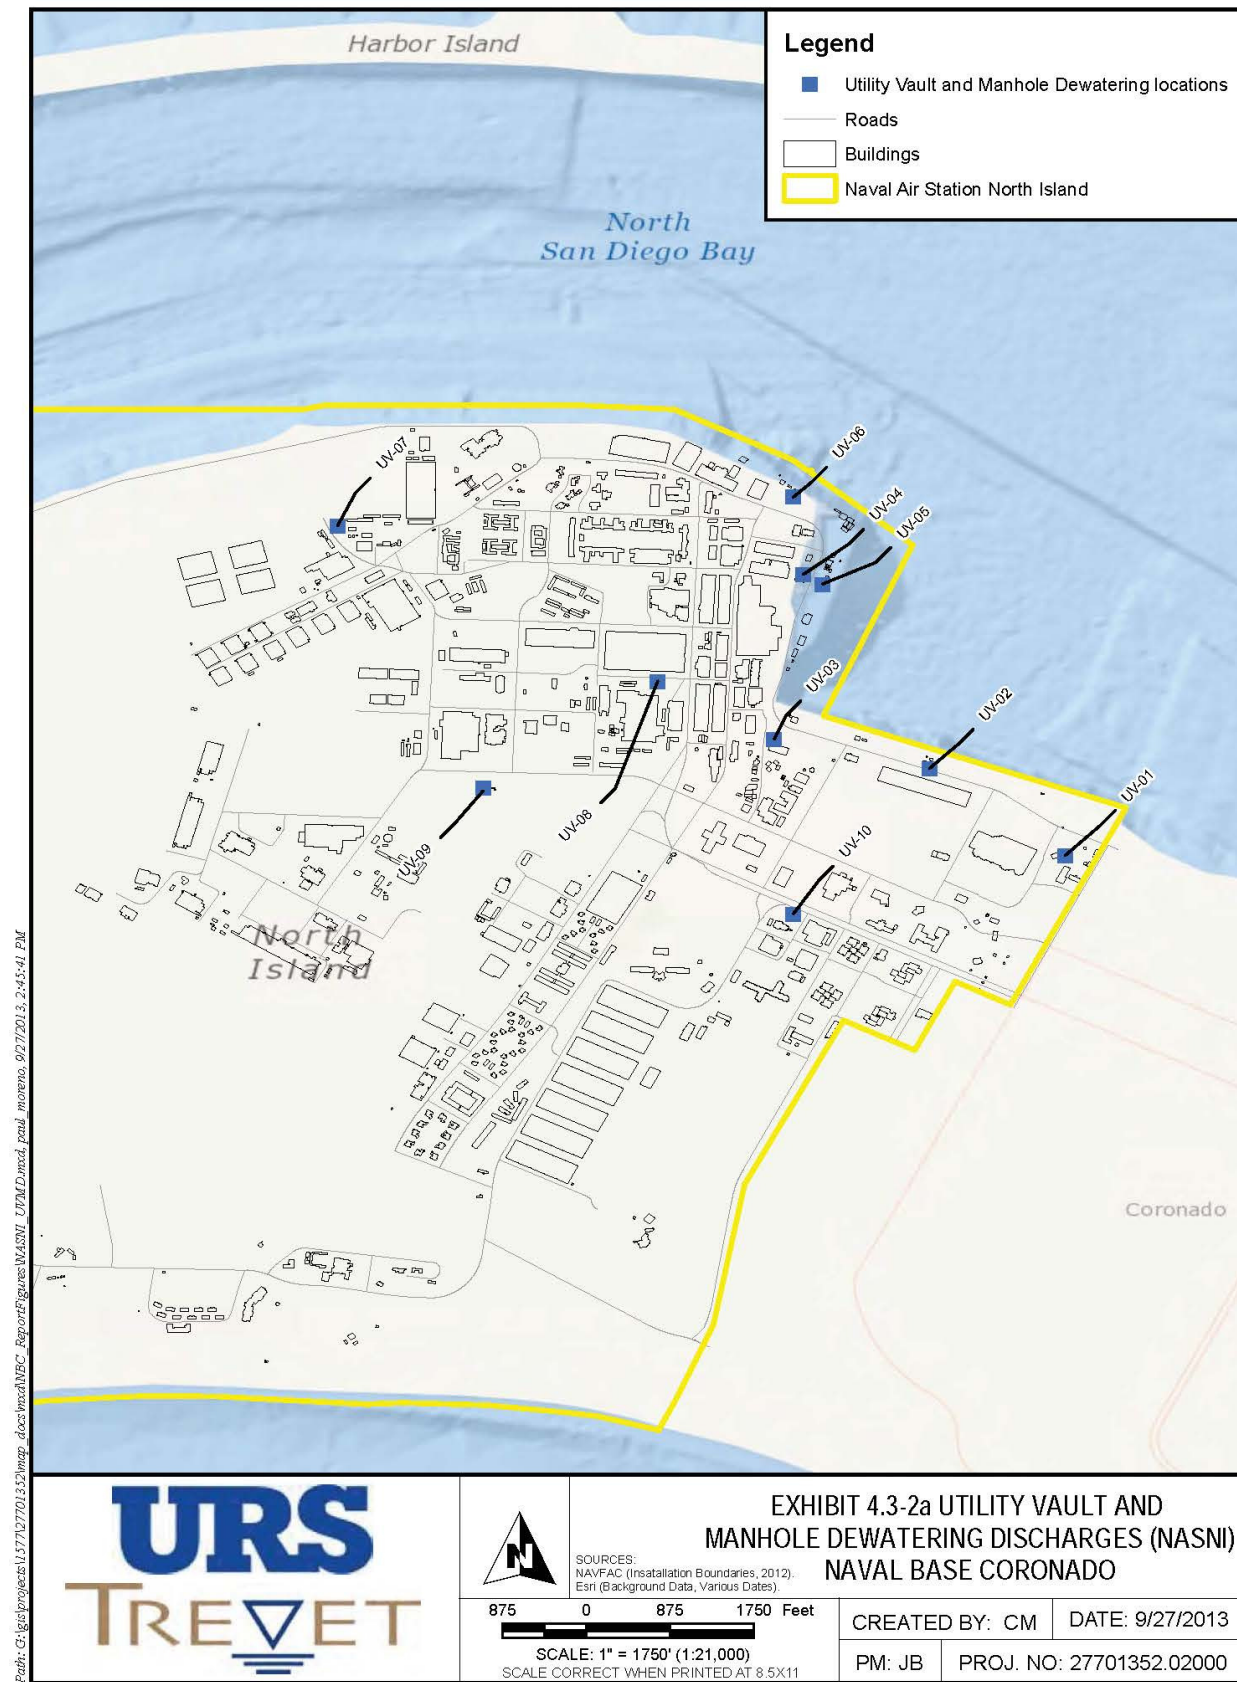 Harbor Island
Legend
Utility Vault and Manhole Dewatering locations
Roads
Buildings
Naval Air Station North Island
North
San Diego Bay
UV-07
UV-06
UV-04
UV-05
UV-03
UV-02
UV-01
UV-08
UV-09
UV-10
North
Island
Coronado
Path: G:\gis\projects\1577\27701352\map_docs\mxd\NBC_ReportFigures\NASNI_UVMD.mxd, paul_moreno, 9/27/2013, 2:45:41 PM
URS
TREVET
N
SOURCES:
NAVFAC (Insatallation Boundaries, 2012).
Esri (Background Data, Various Dates).
EXHIBIT 4.3-2a UTILITY VAULT AND
MANHOLE DEWATERING DISCHARGES (NASNI)
NAVAL BASE CORONADO
875 0 875 1750 Feet
SCALE: 1" = 1750' (1:21,000)
SCALE CORRECT WHEN PRINTED AT 8.5X11
CREATED BY: CM
DATE: 9/27/2013
PM: JB
PROJ. NO: 27701352.02000